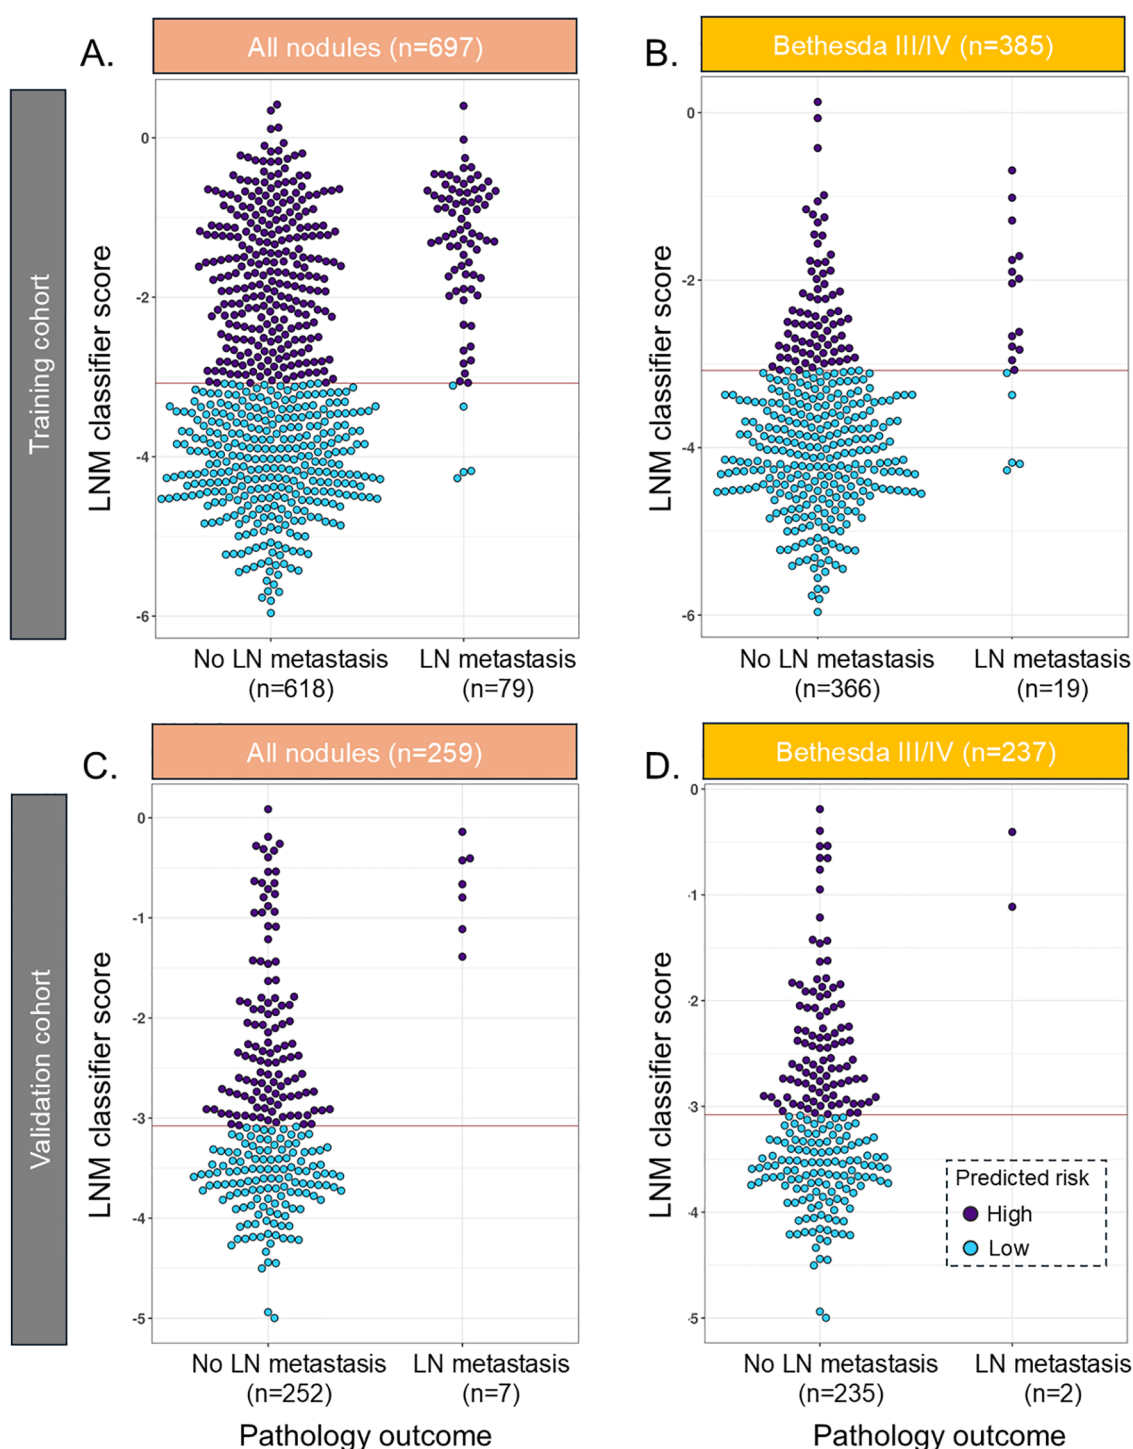 A.
All nodules (n=697)
B.
Bethesda III/IV (n=385)
Training cohort
LNM classifier score
0
-2
-4
-6
No LN metastasis
(n=618)
LN metastasis
(n=79)
LNM classifier score
0
-2
-4
-6
No LN metastasis
(n=366)
LN metastasis
(n=19)
C.
All nodules (n=259)
D.
Bethesda III/IV (n=237)
Validation cohort
LNM classifier score
0
-1
-2
-3
-4
-5
No LN metastasis
(n=252)
LN metastasis
(n=7)
Pathology outcome
LNM classifier score
0
-1
-2
-3
-4
-5
Predicted risk
High
Low
No LN metastasis
(n=235)
LN metastasis
(n=2)
Pathology outcome